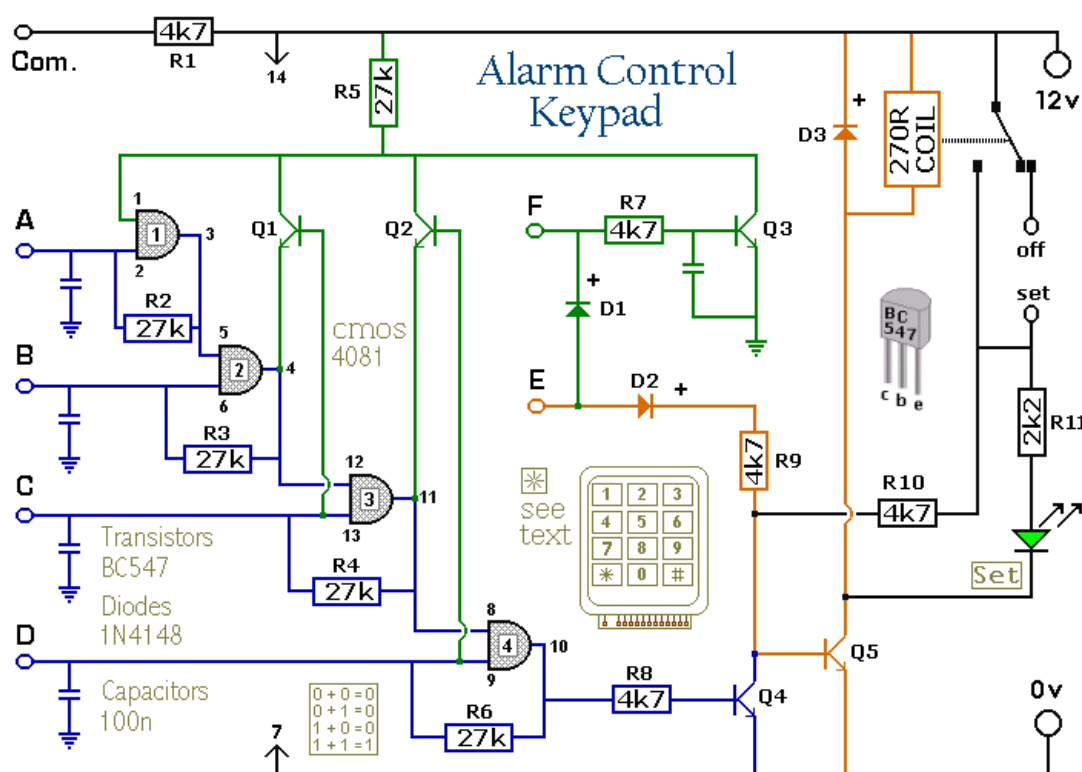 4k7
Com.
R1
14
R5
27k
Alarm Control
Keypad
12v
+
D3
270R
COIL
1
A
1
3
2
Q1
Q2
F
R7
4k7
Q3
off
R2
27k
5
cmos
4081
+
D1
set
BC
547
B
2
4
6
c b e
E
D2
+
R3
27k
2k2
R11
4k7
R9
12
C
3
11
13
*
see
text
1 2 3
4 5 6
7 8 9
* 0 #
R10
4k7
Transistors
BC547
R4
27k
Set
Diodes
1N4148
8
D
4
10
9
Q5
Capacitors
100n
0+0=0
0+1=0
1+0=0
1+1=1
R6
27k
R8
4k7
Q4
0v
7